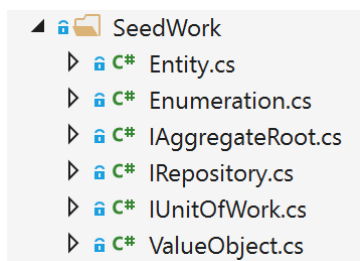 SeedWork
C# Entity.cs
C# Enumeration.cs
C# IAggregateRoot.cs
C# IRepository.cs
C# IUnitOfWork.cs
C# ValueObject.cs